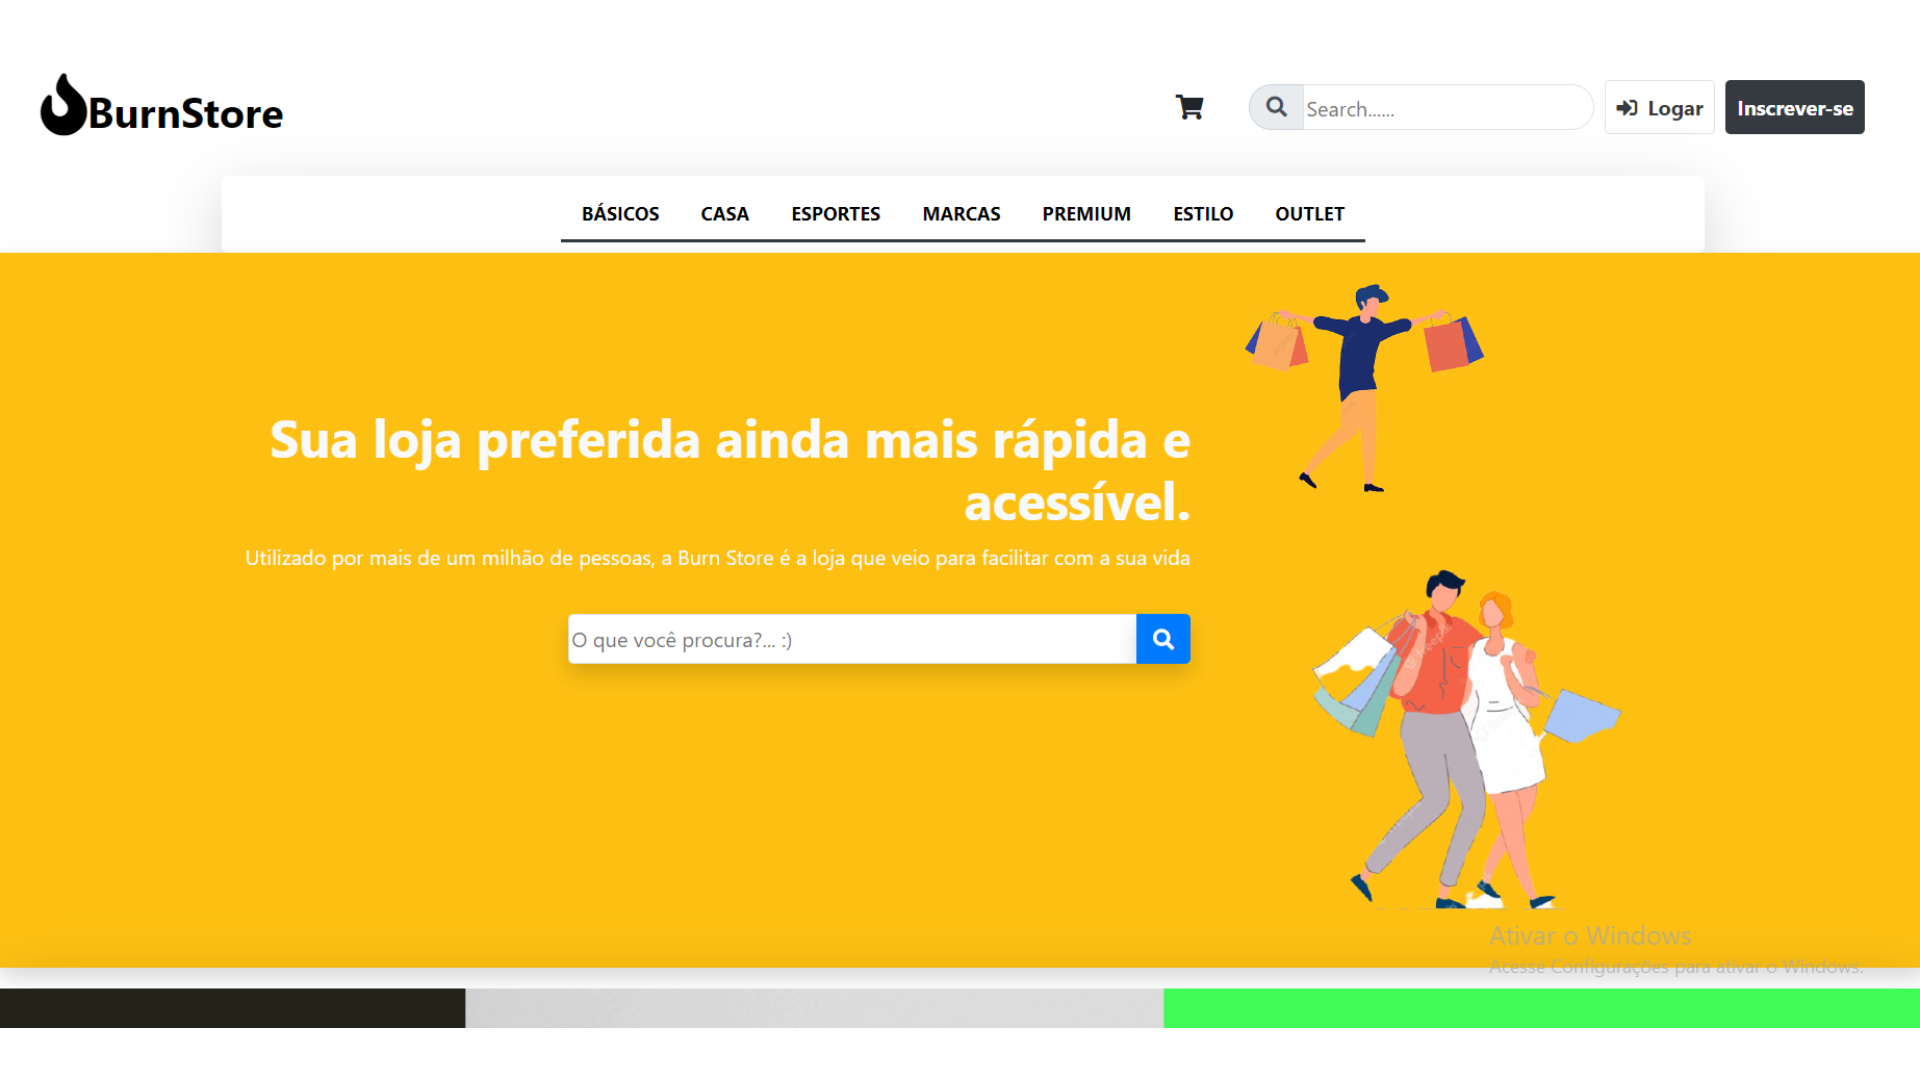 BurnStore
Search......
Logar
Inscrever-se
BÁSICOS CASA ESPORTES MARCAS PREMIUM ESTILO OUTLET
Sua loja preferida ainda mais rápida e
acessível.
Utilizado por mais de um milhão de pessoas, a Burn Store é a loja que veio para facilitar com a sua vida
O que você procura?... :)
Ativar o Windows
Acesse Configurações para ativar o Windows.